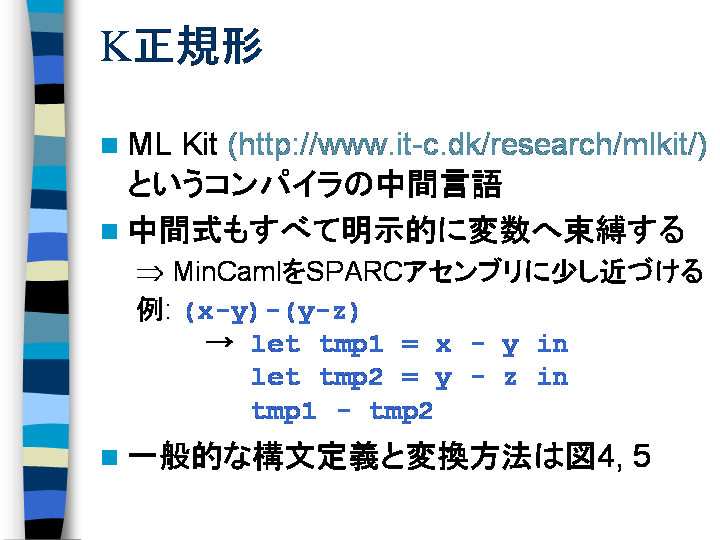 K正規形
ML Kit (http://www.it-c.dk/research/mlkit/)
というコンパイラの中間言語
中間式もすべて明示的に変数へ束縛する
⇒ MinCamlをSPARCアセンブリに少し近づける
例: (x-y)-(y-z)
→ let tmp1 = x - y in
let tmp2 = y - z in
tmp1 - tmp2
一般的な構文定義と変換方法は図4, 5